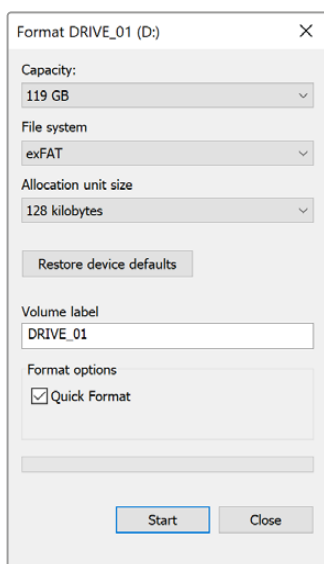 Format DRIVE_01 (D:)
Capacity:
119 GB
File system
exFAT
Allocation unit size
128 kilobytes
Restore device defaults
Volume label
DRIVE_01
Format options
Quick Format
Start Close